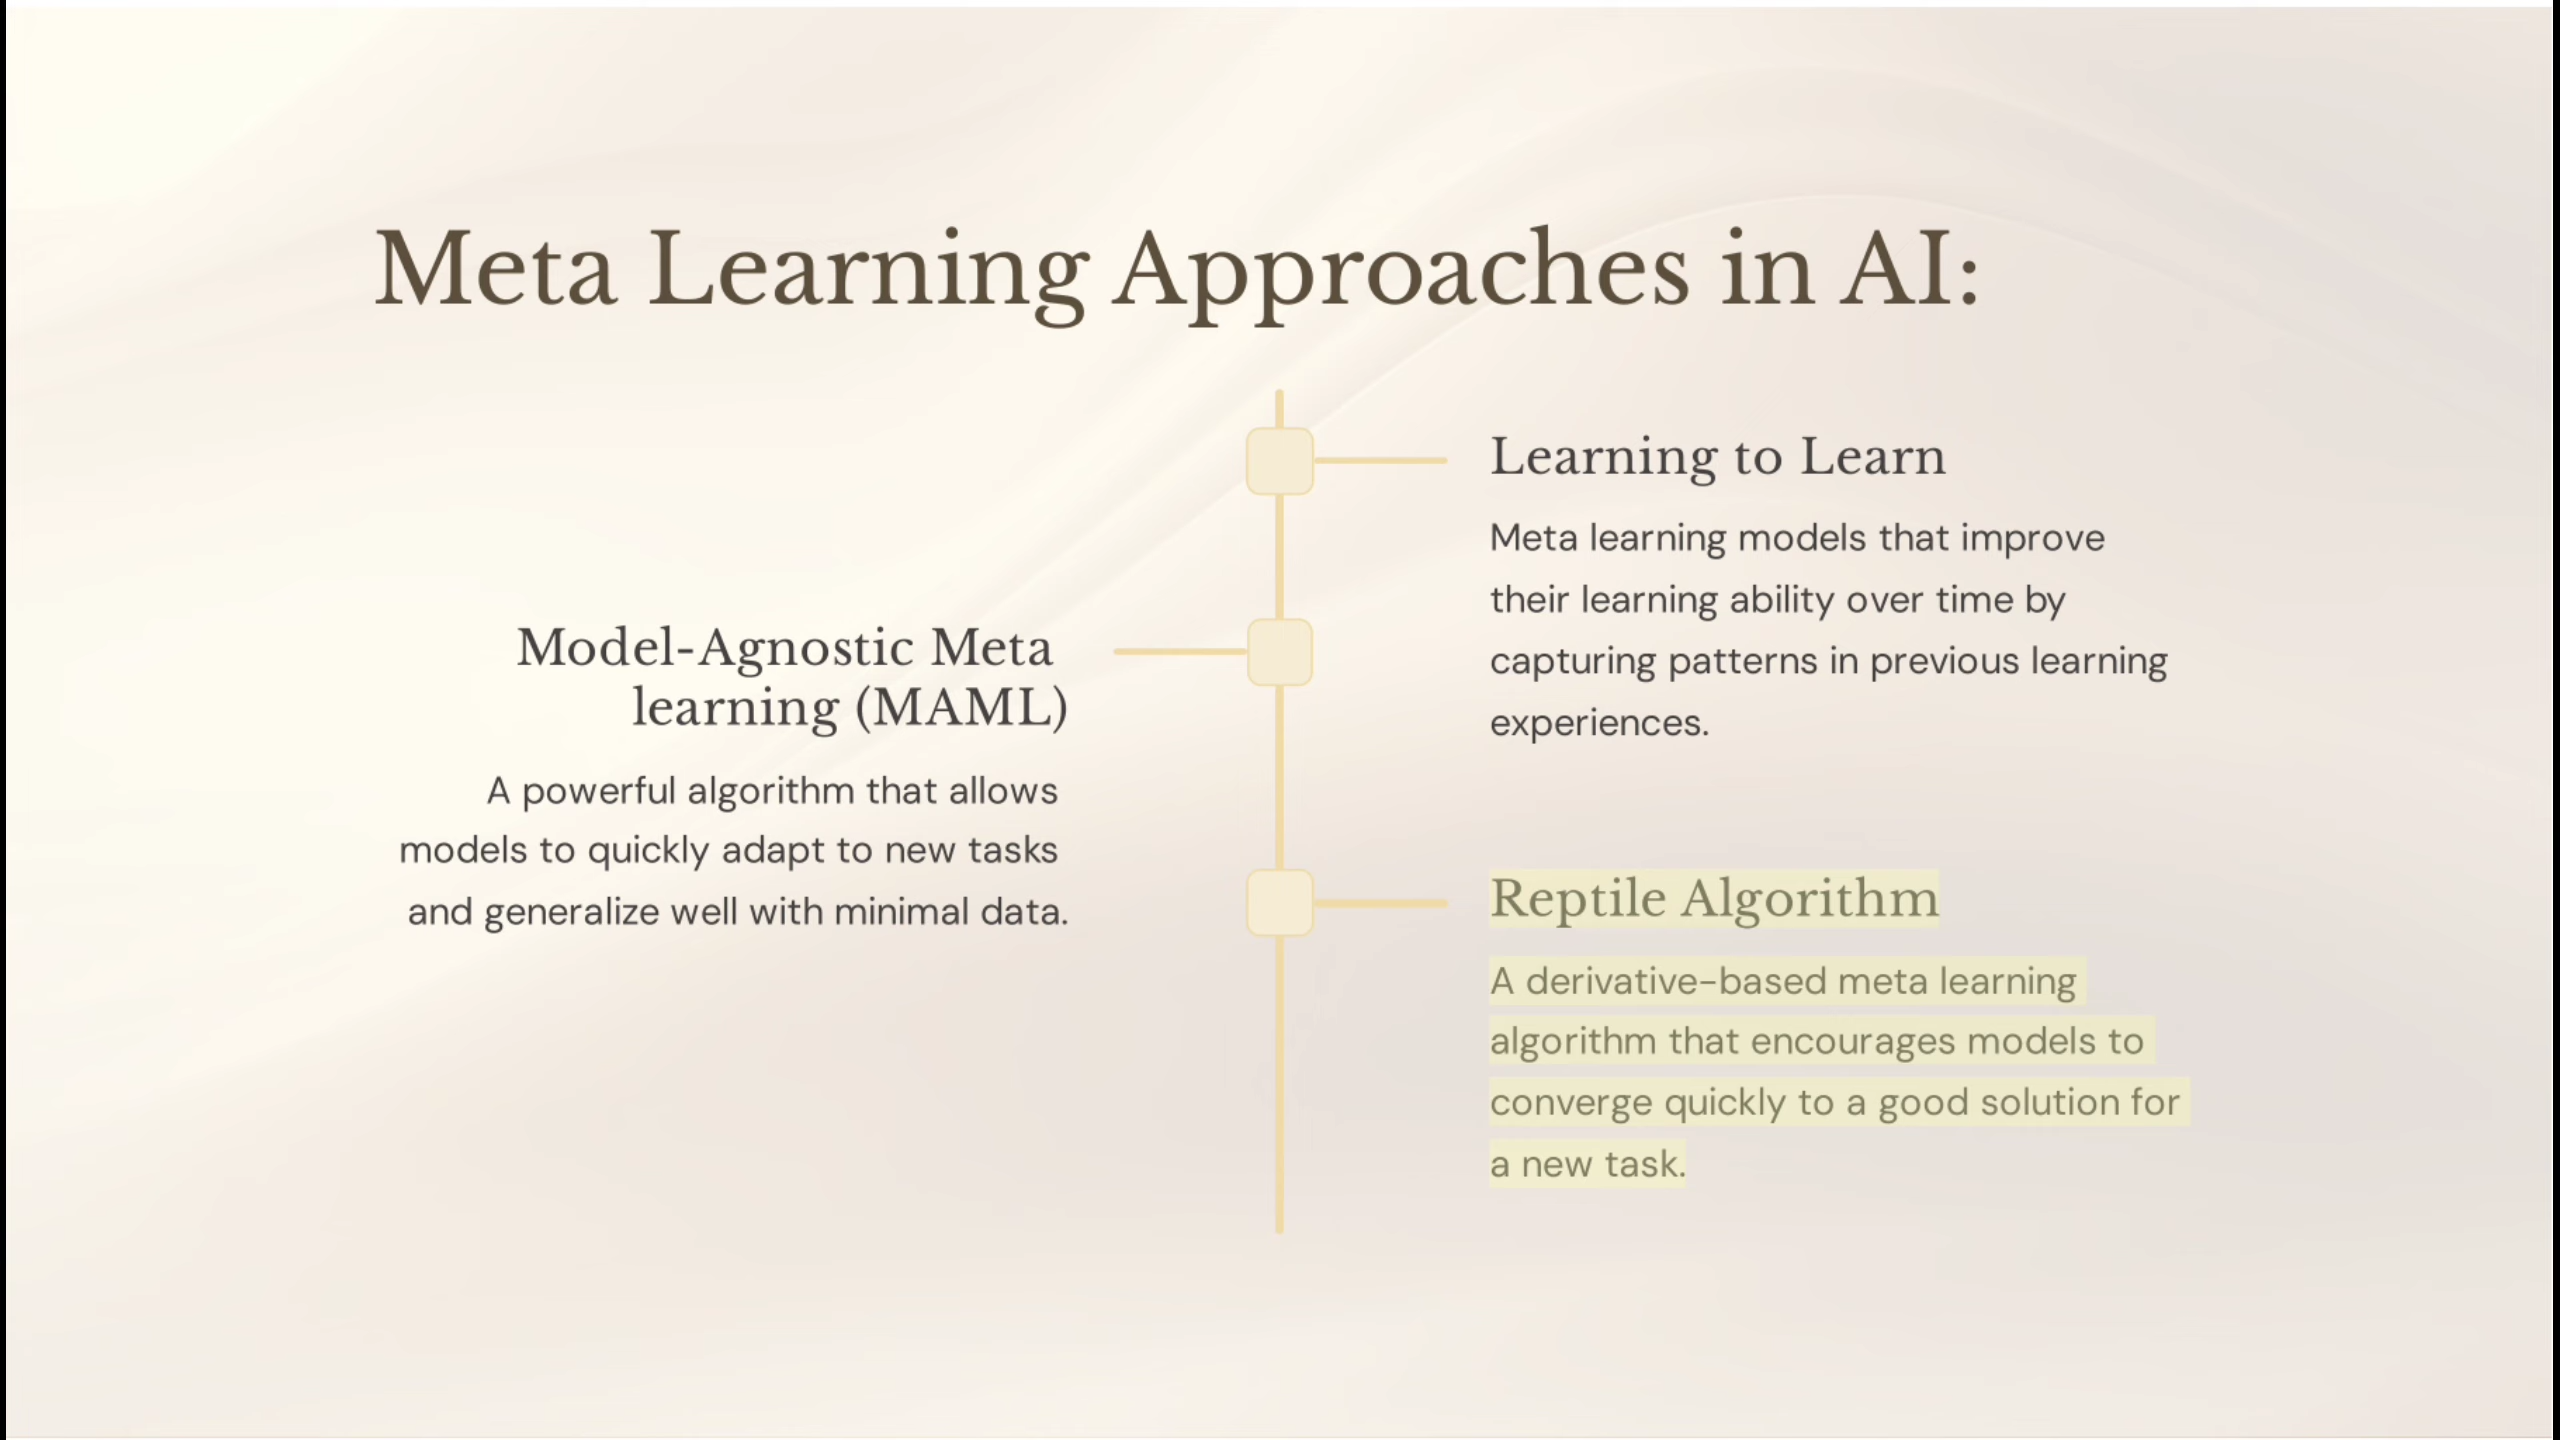 Meta Learning Approaches in AI:
Learning to Learn
Meta learning models that improve
their learning ability over time by
capturing patterns in previous learning
experiences.
Model-Agnostic Meta
learning (MAML)
A powerful algorithm that allows
models to quickly adapt to new tasks
and generalize well with minimal data.
Reptile Algorithm
A derivative-based meta learning
algorithm that encourages models to
converge quickly to a good solution for
a new task.